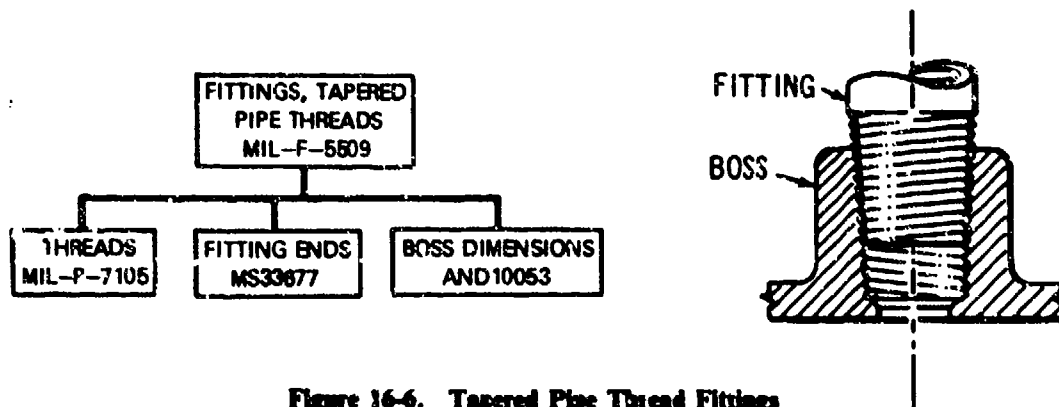 FITTINGS, TAPERED
PIPE THREADS
MIL-F-5509
THREADS
MIL-P-7105
FITTING ENDS
MS33677
BOSS DIMENSIONS
AND10053
FITTING
BOSS
Figure 16-6. Tapered Pipe Thread Fittings